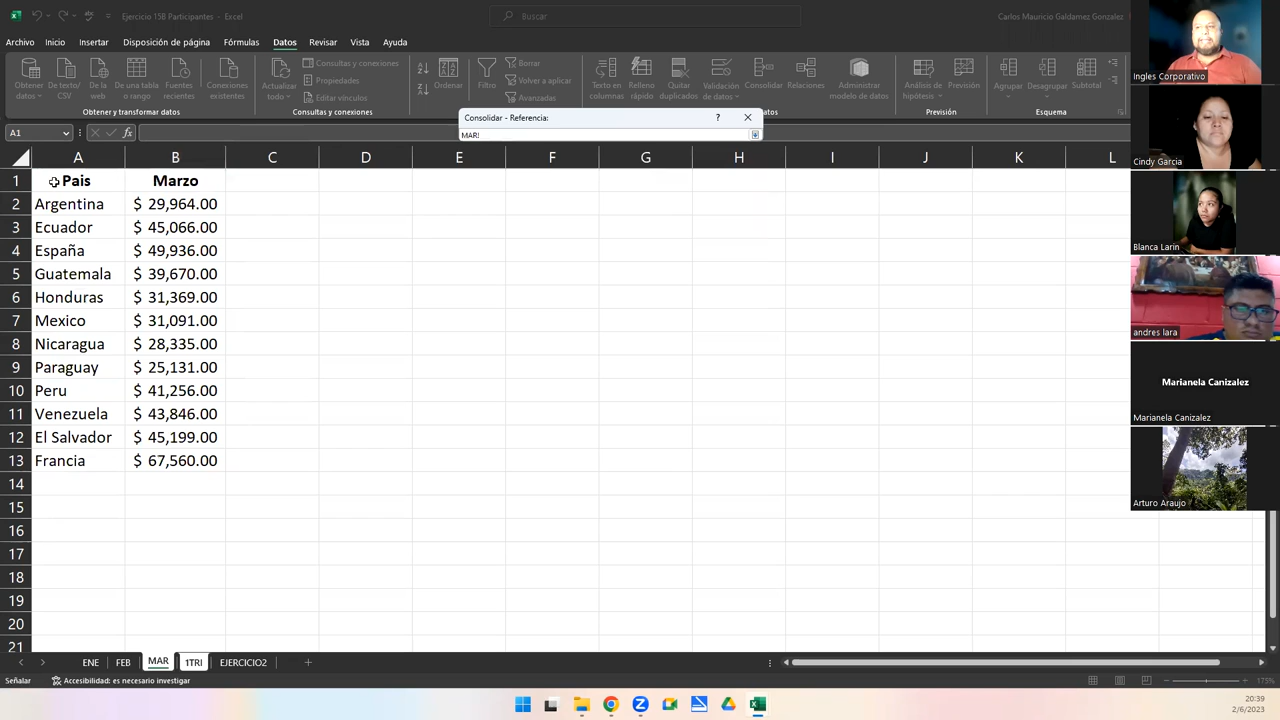 Ejercicio 15B Participantes - Excel
Buscar
Carlos Mauricio Galdamez Gonzalez
Archivo Inicio Insertar Disposición de página Fórmulas Datos Revisar Vista Ayuda
Obtener datos
De texto/CSV
De la web
De una tabla o rango
Fuentes recientes
Conexiones existentes
Obtener y transformar datos
Actualizar todo
Consultas y conexiones
Propiedades
Editar vínculos
Consultas y conexiones
Filtro
Borrar
Volver a aplicar
Avanzadas
Ordenar y filtrar
Texto en columnas
Relleno rápido
Quitar duplicados
Validación de datos
Consolidar
Relaciones
Administrar modelo de datos
Herramientas de datos
Análisis de hipótesis
Previsión
Previsión
Agrupar
Desagrupar
Subtotal
Esquema
Consolidar - Referencia:
? ×
MAR!
A1
fx
A B C D E F G H I J K L
1 Pais Marzo
2 Argentina $ 29,964.00
3 Ecuador $ 45,066.00
4 España $ 49,936.00
5 Guatemala $ 39,670.00
6 Honduras $ 31,369.00
7 Mexico $ 31,091.00
8 Nicaragua $ 28,335.00
9 Paraguay $ 25,131.00
10 Peru $ 41,256.00
11 Venezuela $ 43,846.00
12 El Salvador $ 45,199.00
13 Francia $ 67,560.00
14
15
16
17
18
19
20
21
ENE FEB MAR 1TRI EJERCICIO2
Señalar
Accesibilidad: es necesario investigar
175%
20:39
2/6/2023
Ingles Corporativo
Cindy Garcia
Blanca Larin
andres lara
Marianela Canizalez
Marianela Canizalez
Arturo Araujo